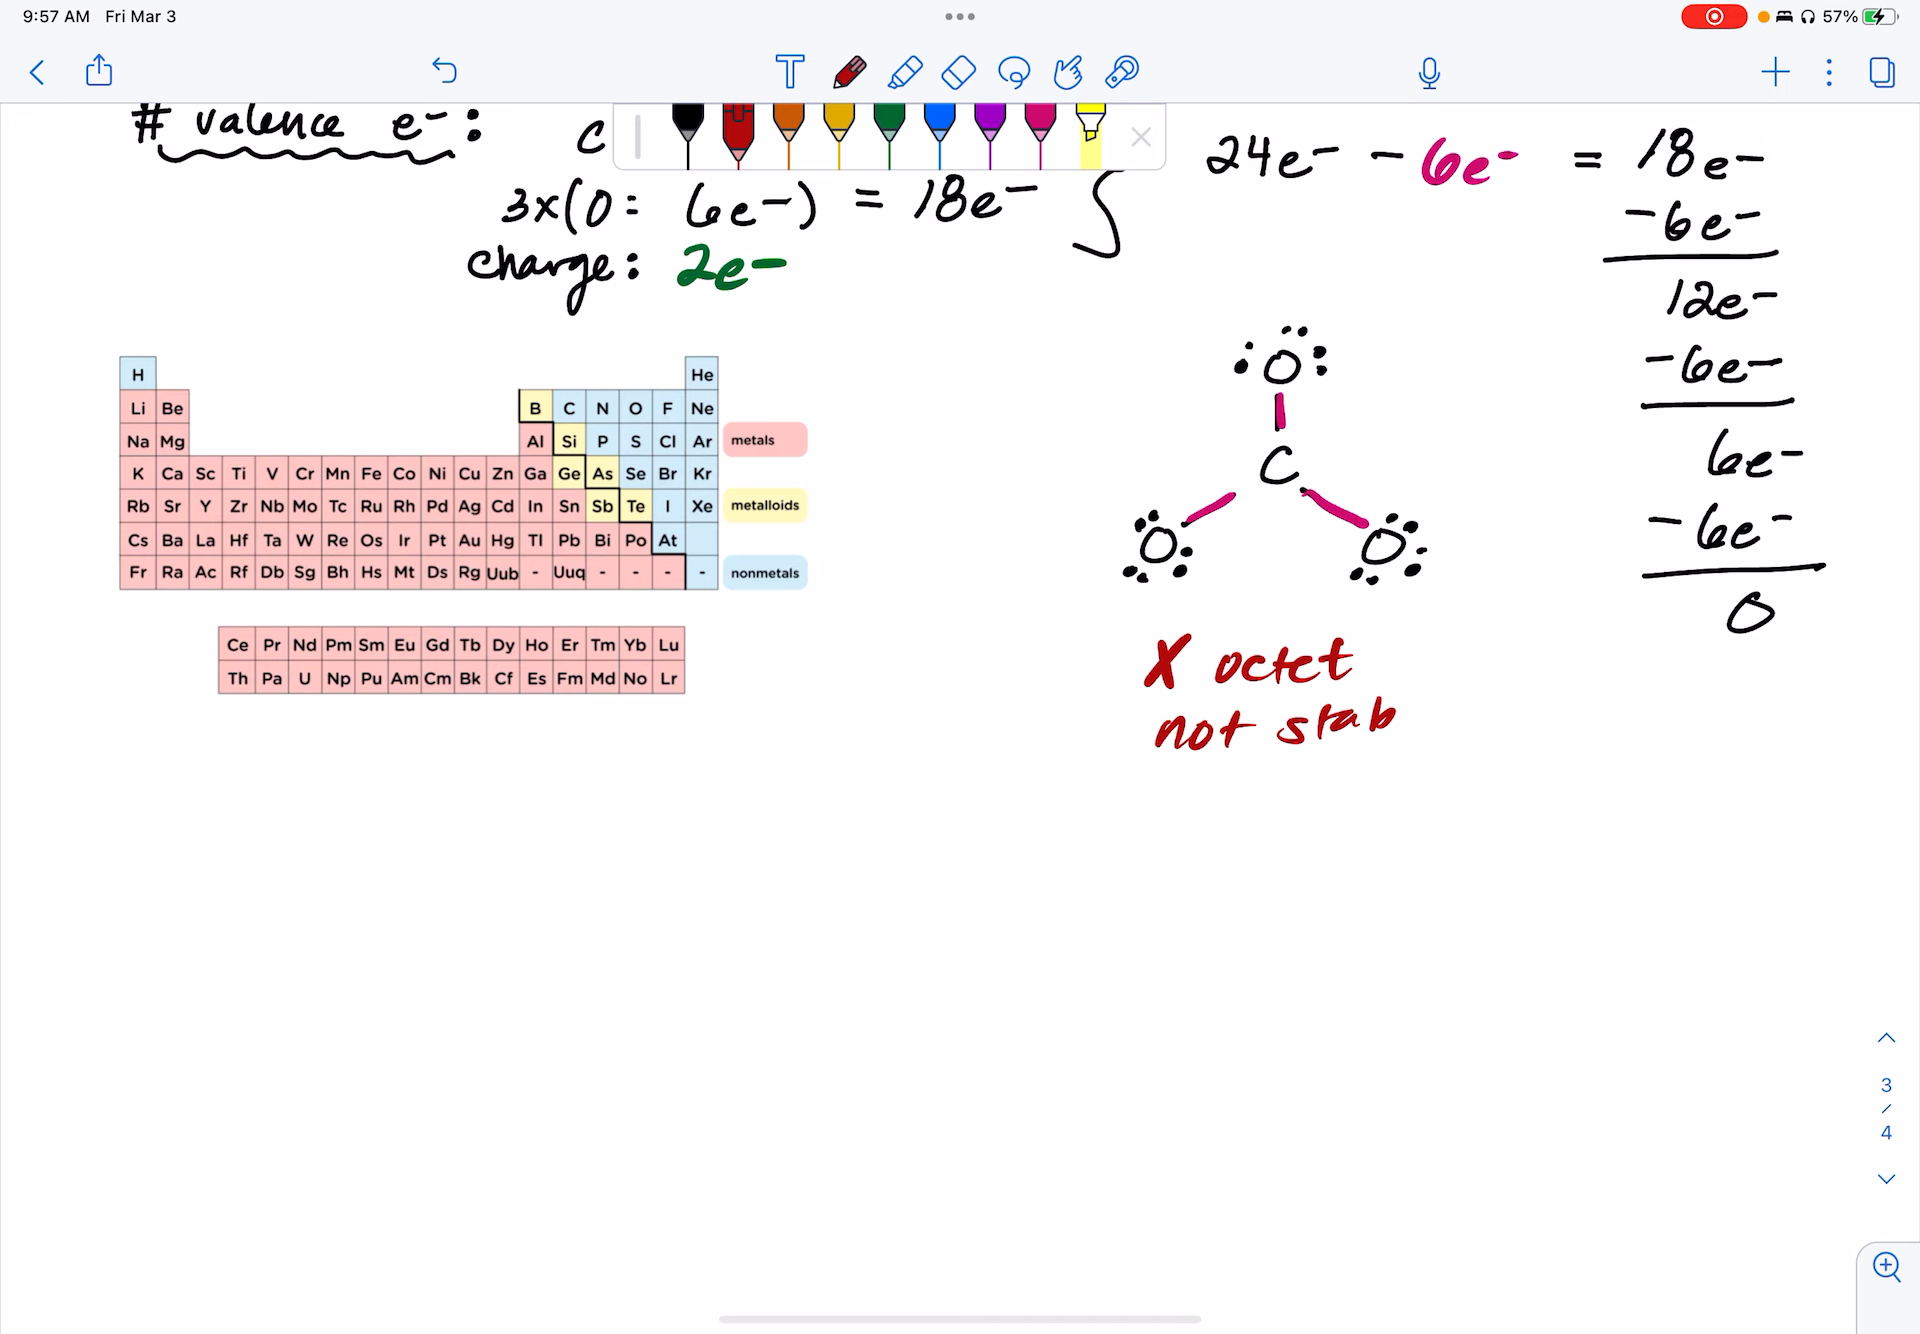 9:57 AM Fri Mar 3
57%
T
# valence e-:
C
3x(O: 6e-) = 18e-
charge: 2e-
24e- - 6e- = 18e-
-6e-
12e-
-6e-
6e-
-6e-
0
H He
Li Be B C N O F Ne
Na Mg Al Si P S Cl Ar metals
K Ca Sc Ti V Cr Mn Fe Co Ni Cu Zn Ga Ge As Se Br Kr
Rb Sr Y Zr Nb Mo Tc Ru Rh Pd Ag Cd In Sn Sb Te I Xe metalloids
Cs Ba La Hf Ta W Re Os Ir Pt Au Hg Tl Pb Bi Po At
Fr Ra Ac Rf Db Sg Bh Hs Mt Ds Rg Uub - Uuq - - - - nonmetals
Ce Pr Nd Pm Sm Eu Gd Tb Dy Ho Er Tm Yb Lu
Th Pa U Np Pu Am Cm Bk Cf Es Fm Md No Lr
O
C
O O
X octet
not stab
3
/
4